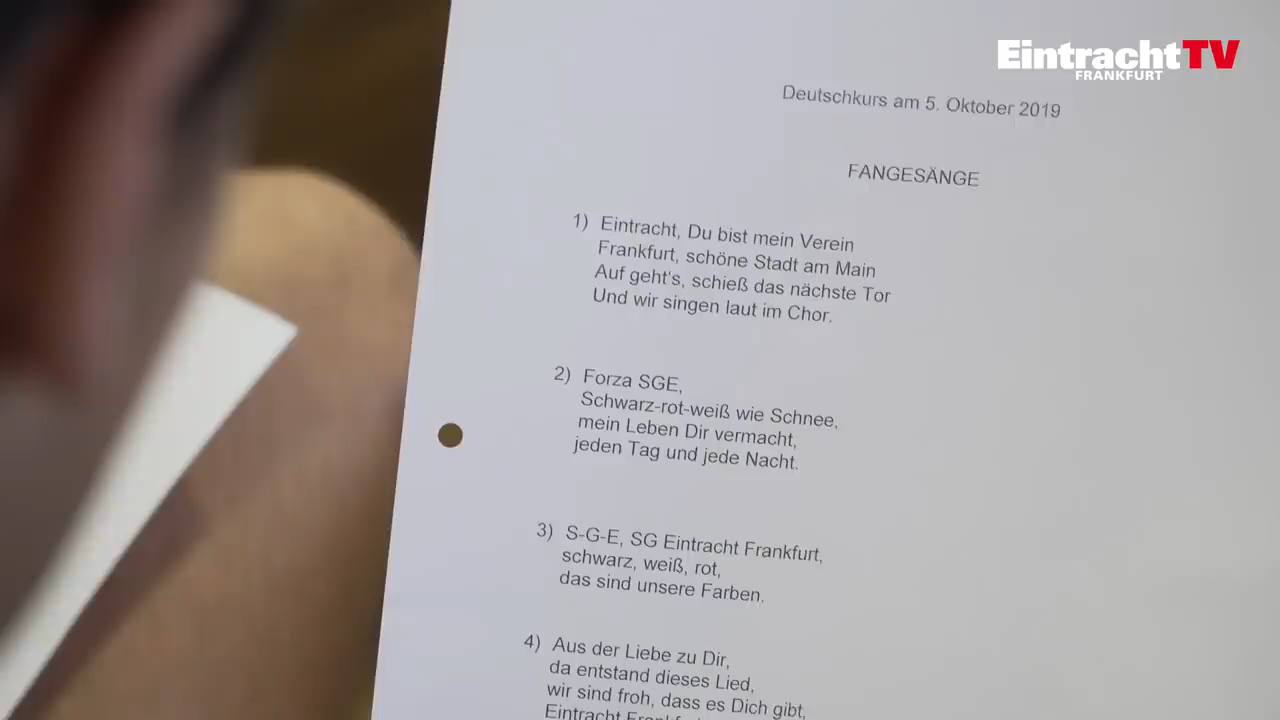 EintrachtTV
FRANKFURT
Deutschkurs am 5. Oktober 2019
FANGESÄNGE
1) Eintracht, Du bist mein Verein
Frankfurt, schöne Stadt am Main
Auf geht's, schieß das nächste Tor
Und wir singen laut im Chor.
2) Forza SGE,
Schwarz-rot-weiß wie Schnee,
mein Leben Dir vermacht,
jeden Tag und jede Nacht.
3) S-G-E, SG Eintracht Frankfurt,
schwarz, weiß, rot,
das sind unsere Farben.
4) Aus der Liebe zu Dir,
da entstand dieses Lied,
wir sind froh, dass es Dich gibt,
Eintracht